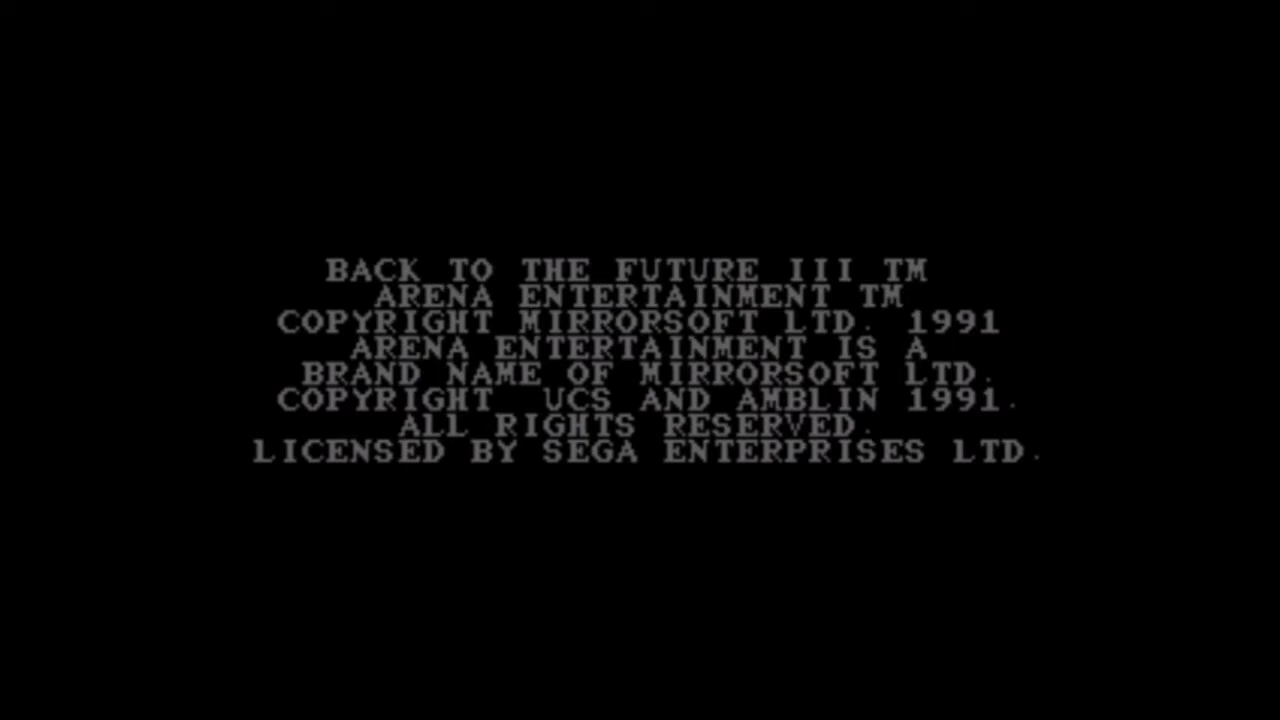 BACK TO THE FUTURE III TM
ARENA ENTERTAINMENT TM
COPYRIGHT MIRRORSOFT LTD. 1991
ARENA ENTERTAINMENT IS A
BRAND NAME OF MIRRORSOFT LTD.
COPYRIGHT UCS AND AMBLIN 1991.
ALL RIGHTS RESERVED.
LICENSED BY SEGA ENTERPRISES LTD.